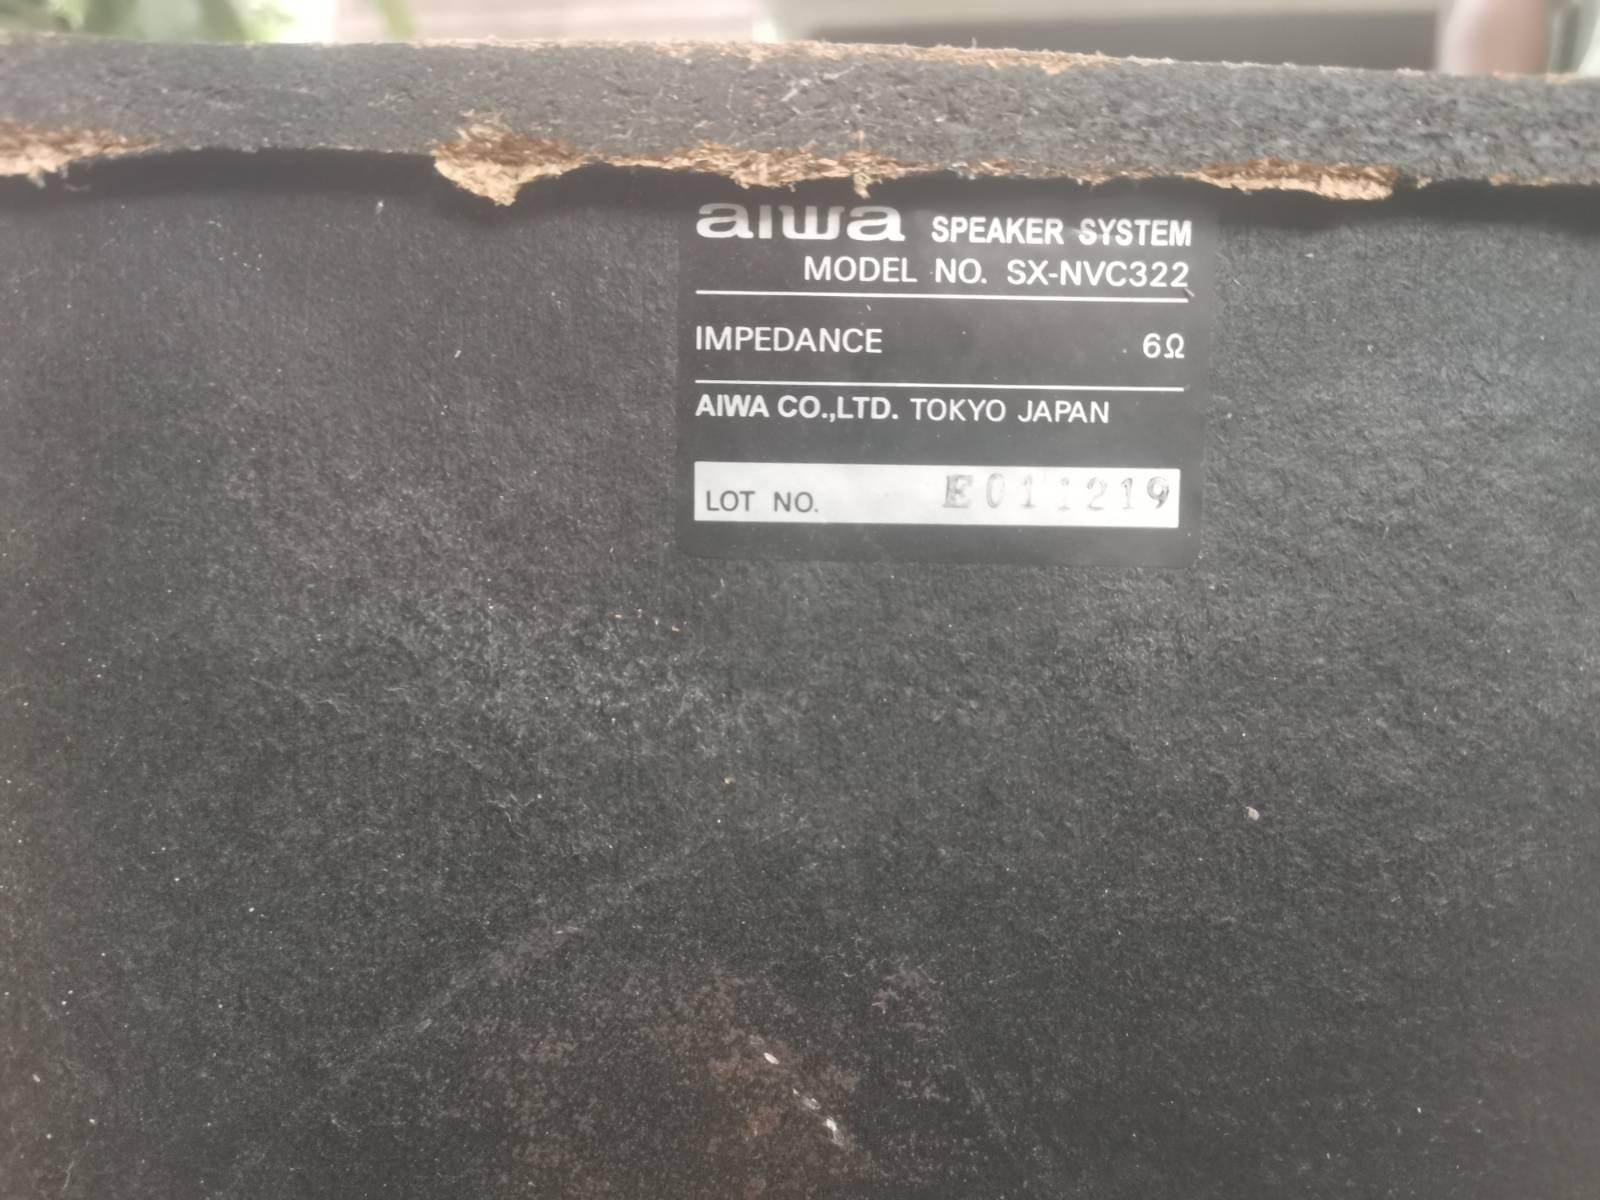 aiwa SPEAKER SYSTEM
MODEL NO. SX-NVC322
IMPEDANCE 6Ω
AIWA CO.,LTD. TOKYO JAPAN
LOT NO. E011219